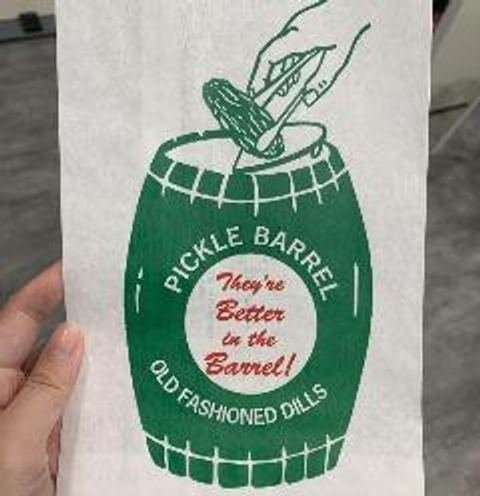 PICKLE BARREL
They're
Better
in the
Barrel!
OLD FASHIONED DILLS